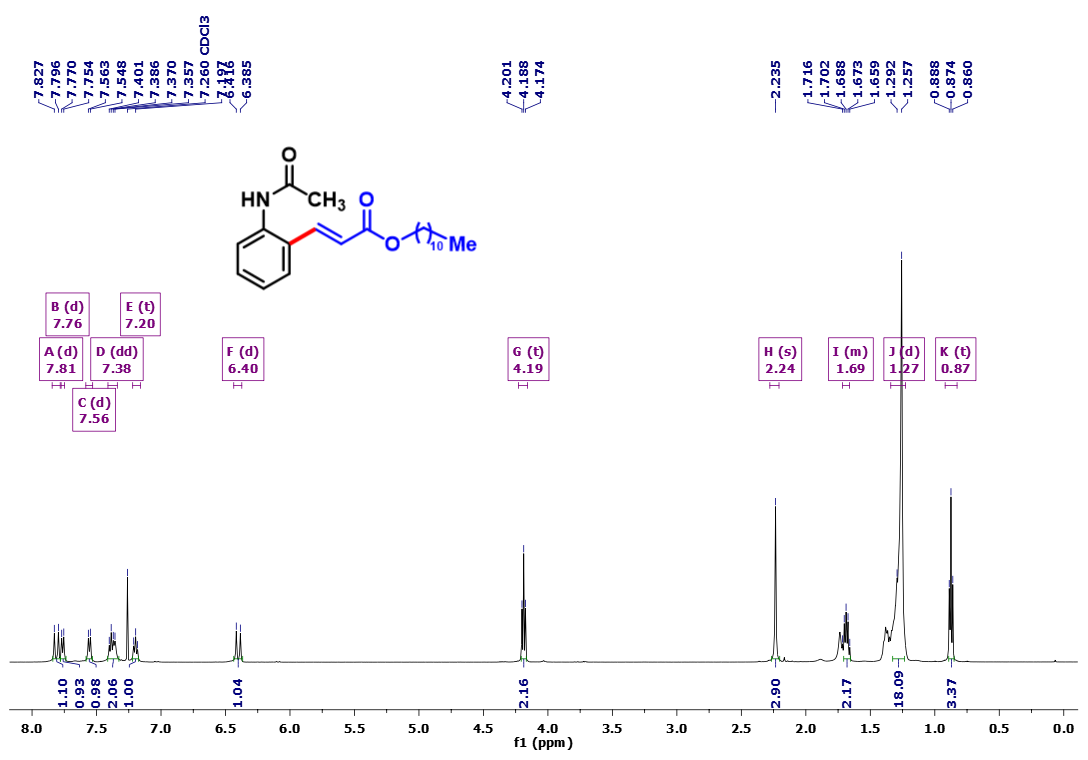 7.827
7.796
7.770
7.754
7.563
7.548
7.401
7.386
7.370
7.357
7.260 CDCl3
7.197
6.416
6.385
4.201
4.188
4.174
2.235
1.716
1.702
1.688
1.673
1.659
1.292
1.257
0.888
0.874
0.860
O
HN
CH3
O
O
( )10 Me
B (d)
7.76
E (t)
7.20
A (d)
7.81
D (dd)
7.38
F (d)
6.40
G (t)
4.19
H (s)
2.24
I (m)
1.69
J (d)
1.27
K (t)
0.87
C (d)
7.56
1.10
0.93
0.98
2.06
1.00
1.04
2.16
2.90
2.17
18.09
3.37
8.0 7.5 7.0 6.5 6.0 5.5 5.0 4.5 4.0 3.5 3.0 2.5 2.0 1.5 1.0 0.5 0.0
f1 (ppm)